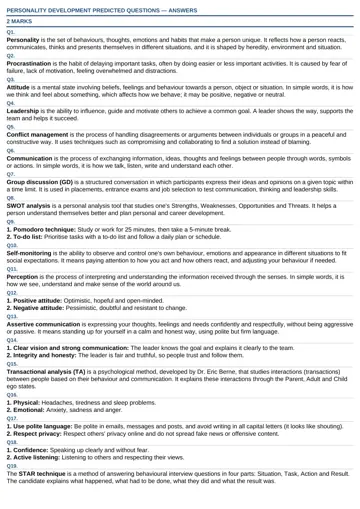 PERSONALITY DEVELOPMENT PREDICTED QUESTIONS — ANSWERS
2 MARKS
Q1.
Personality is the set of behaviours, thoughts, emotions and habits that make a person unique. It reflects how a person reacts,
communicates, thinks and presents themselves in different situations, and it is shaped by heredity, environment and situation.
Q2.
Procrastination is the habit of delaying important tasks, often by doing easier or less important activities. It is caused by fear of
failure, lack of motivation, feeling overwhelmed and distractions.
Q3.
Attitude is a mental state involving beliefs, feelings and behaviour towards a person, object or situation. In simple words, it is how
we think and feel about something, which affects how we behave; it may be positive, negative or neutral.
Q4.
Leadership is the ability to influence, guide and motivate others to achieve a common goal. A leader shows the way, supports the
team and helps it succeed.
Q5.
Conflict management is the process of handling disagreements or arguments between individuals or groups in a peaceful and
constructive way. It uses techniques such as compromising and collaborating to find a solution instead of blaming.
Q6.
Communication is the process of exchanging information, ideas, thoughts and feelings between people through words, symbols
or actions. In simple words, it is how we talk, listen, write and understand each other.
Q7.
Group discussion (GD) is a structured conversation in which participants express their ideas and opinions on a given topic within
a time limit. It is used in placements, entrance exams and job selection to test communication, thinking and leadership skills.
Q8.
SWOT analysis is a personal analysis tool that studies one's Strengths, Weaknesses, Opportunities and Threats. It helps a
person understand themselves better and plan personal and career development.
Q9.
1. Pomodoro technique: Study or work for 25 minutes, then take a 5-minute break.
2. To-do list: Prioritise tasks with a to-do list and follow a daily plan or schedule.
Q10.
Self-monitoring is the ability to observe and control one's own behaviour, emotions and appearance in different situations to fit
social expectations. It means paying attention to how you act and how others react, and adjusting your behaviour if needed.
Q11.
Perception is the process of interpreting and understanding the information received through the senses. In simple words, it is
how we see, understand and make sense of the world around us.
Q12.
1. Positive attitude: Optimistic, hopeful and open-minded.
2. Negative attitude: Pessimistic, doubtful and resistant to change.
Q13.
Assertive communication is expressing your thoughts, feelings and needs confidently and respectfully, without being aggressive
or passive. It means standing up for yourself in a calm and honest way, using polite but firm language.
Q14.
1. Clear vision and strong communication: The leader knows the goal and explains it clearly to the team.
2. Integrity and honesty: The leader is fair and truthful, so people trust and follow them.
Q15.
Transactional analysis (TA) is a psychological method, developed by Dr. Eric Berne, that studies interactions (transactions)
between people based on their behaviour and communication. It explains these interactions through the Parent, Adult and Child
ego states.
Q16.
1. Physical: Headaches, tiredness and sleep problems.
2. Emotional: Anxiety, sadness and anger.
Q17.
1. Use polite language: Be polite in emails, messages and posts, and avoid writing in all capital letters (it looks like shouting).
2. Respect privacy: Respect others' privacy online and do not spread fake news or offensive content.
Q18.
1. Confidence: Speaking up clearly and without fear.
2. Active listening: Listening to others and respecting their views.
Q19.
The STAR technique is a method of answering behavioural interview questions in four parts: Situation, Task, Action and Result.
The candidate explains what happened, what had to be done, what they did and what the result was.